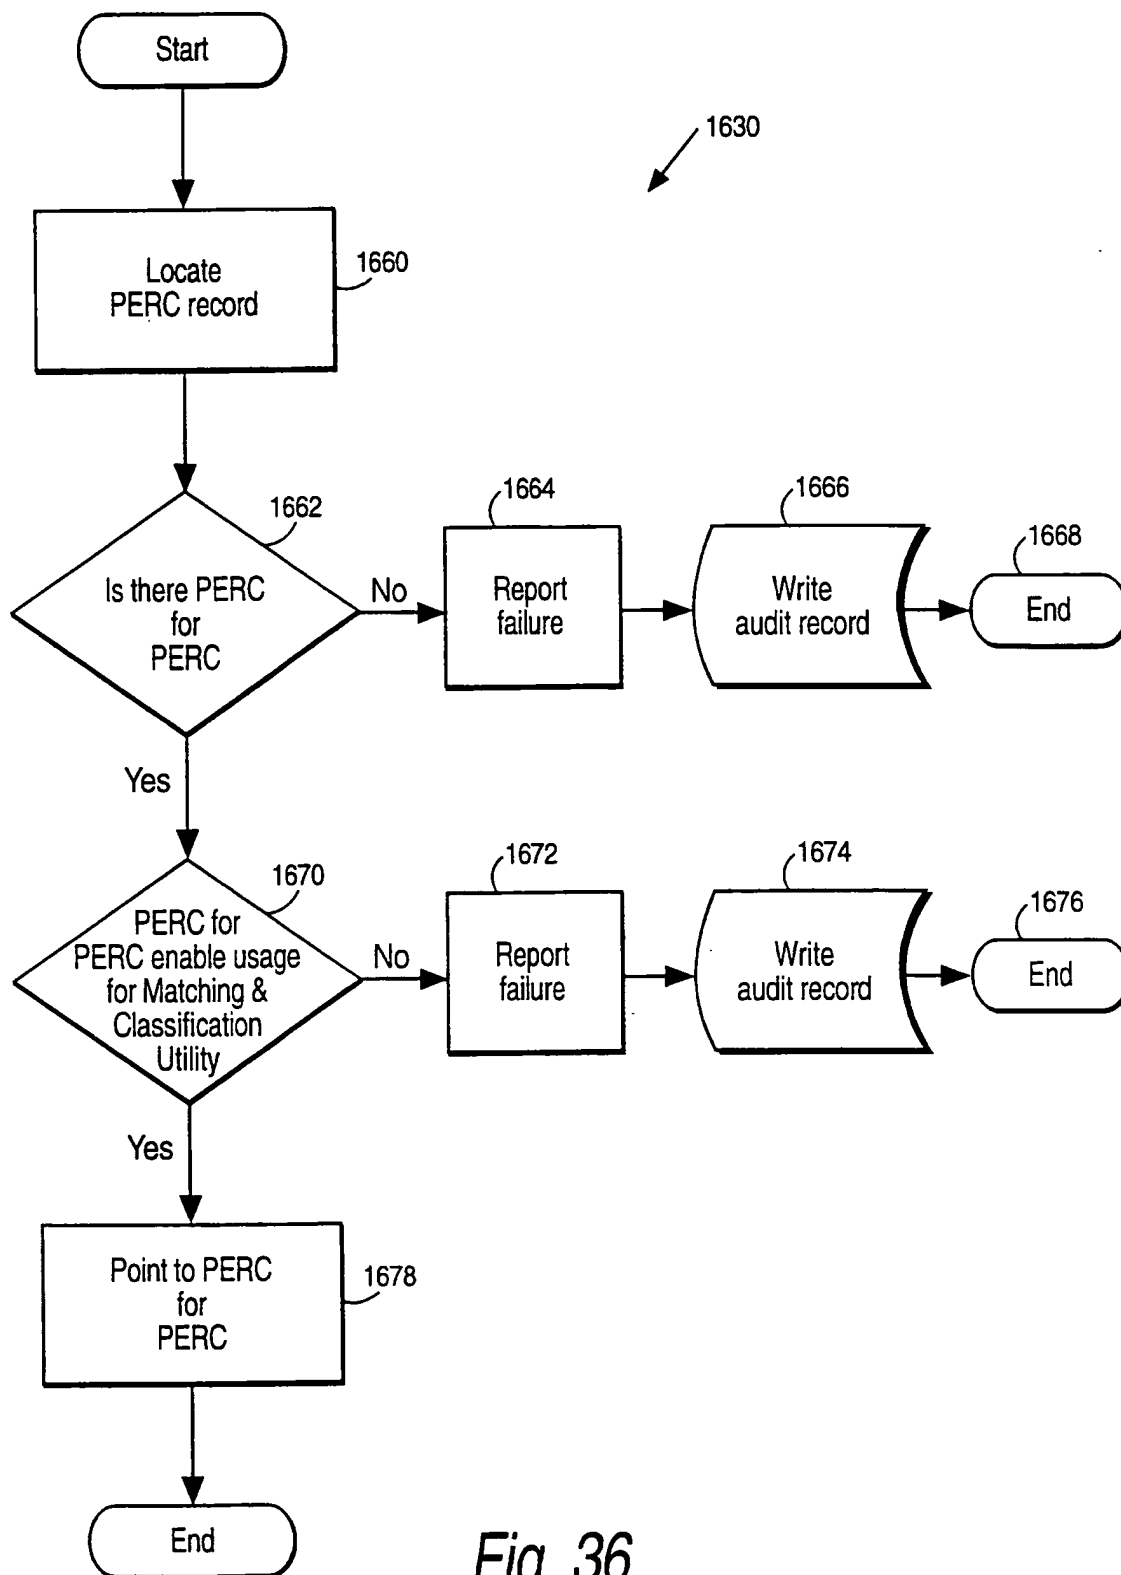 Start
1630
Locate
PERC record
1660
1662
Is there PERC
for
PERC
No
1664
Report
failure
1666
Write
audit record
1668
End
Yes
1670
PERC for
PERC enable usage
for Matching &
Classification
Utility
No
1672
Report
failure
1674
Write
audit record
1676
End
Yes
Point to PERC
for
PERC
1678
End
Fig. 36